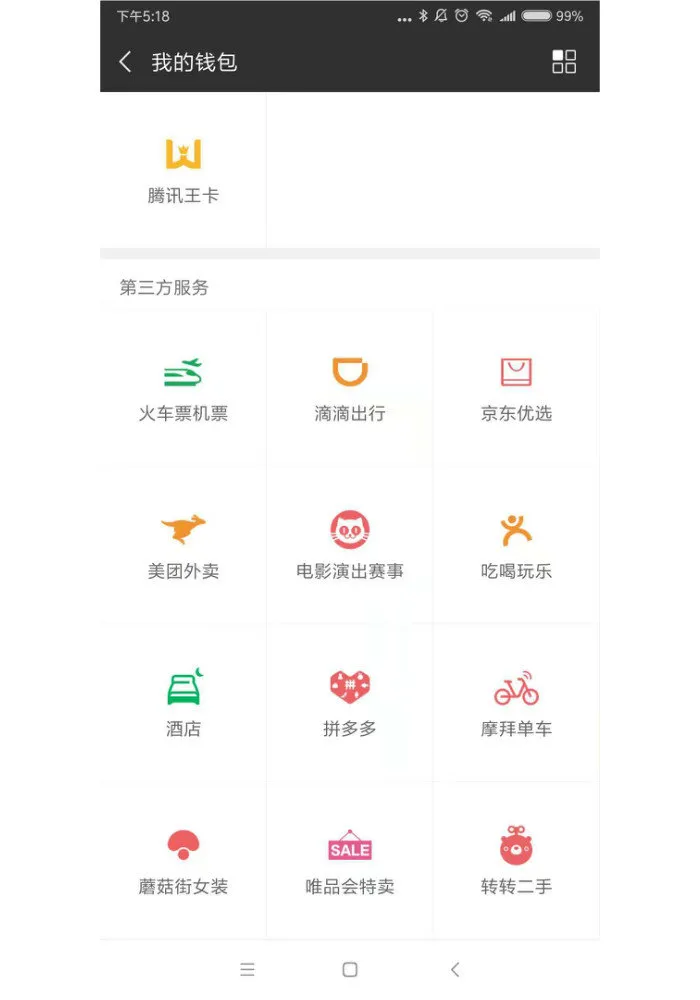 下午5:18
99%
我的钱包
腾讯王卡
第三方服务
火车票机票
滴滴出行
京东优选
美团外卖
电影演出赛事
吃喝玩乐
酒店
拼
拼多多
摩拜单车
SALE
蘑菇街女装
唯品会特卖
转转二手